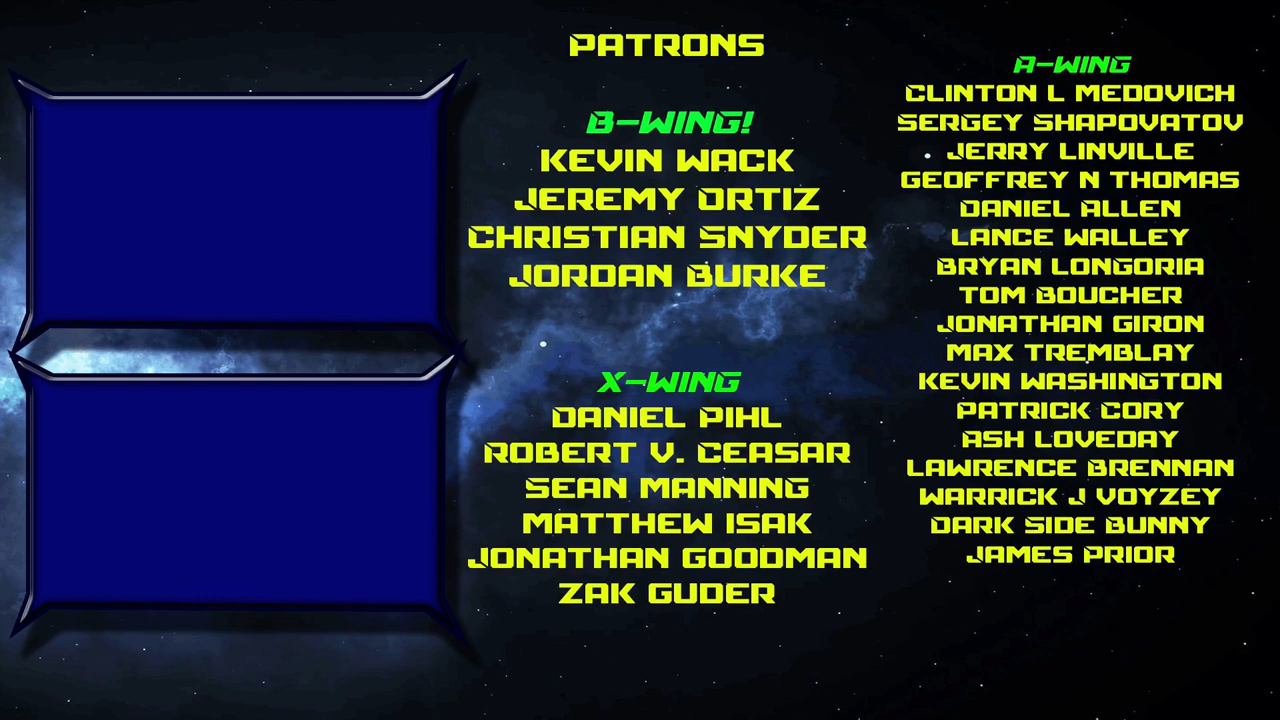 PATRONS
B-WING!
KEVIN WACK
JEREMY ORTIZ
CHRISTIAN SNYDER
JORDAN BURKE
X-WING
DANIEL PIHL
ROBERT V. CEASAR
SEAN MANNING
MATTHEW ISAK
JONATHAN GOODMAN
ZAK GUDER
A-WING
CLINTON L MEDOVICH
SERGEY SHAPOVATOV
JERRY LINVILLE
GEOFFREY N THOMAS
DANIEL ALLEN
LANCE WALLEY
BRYAN LONGORIA
TOM BOUCHER
JONATHAN GIRON
MAX TREMBLAY
KEVIN WASHINGTON
PATRICK CORY
ASH LOVEDAY
LAWRENCE BRENNAN
WARRICK J VOYZEY
DARK SIDE BUNNY
JAMES PRIOR